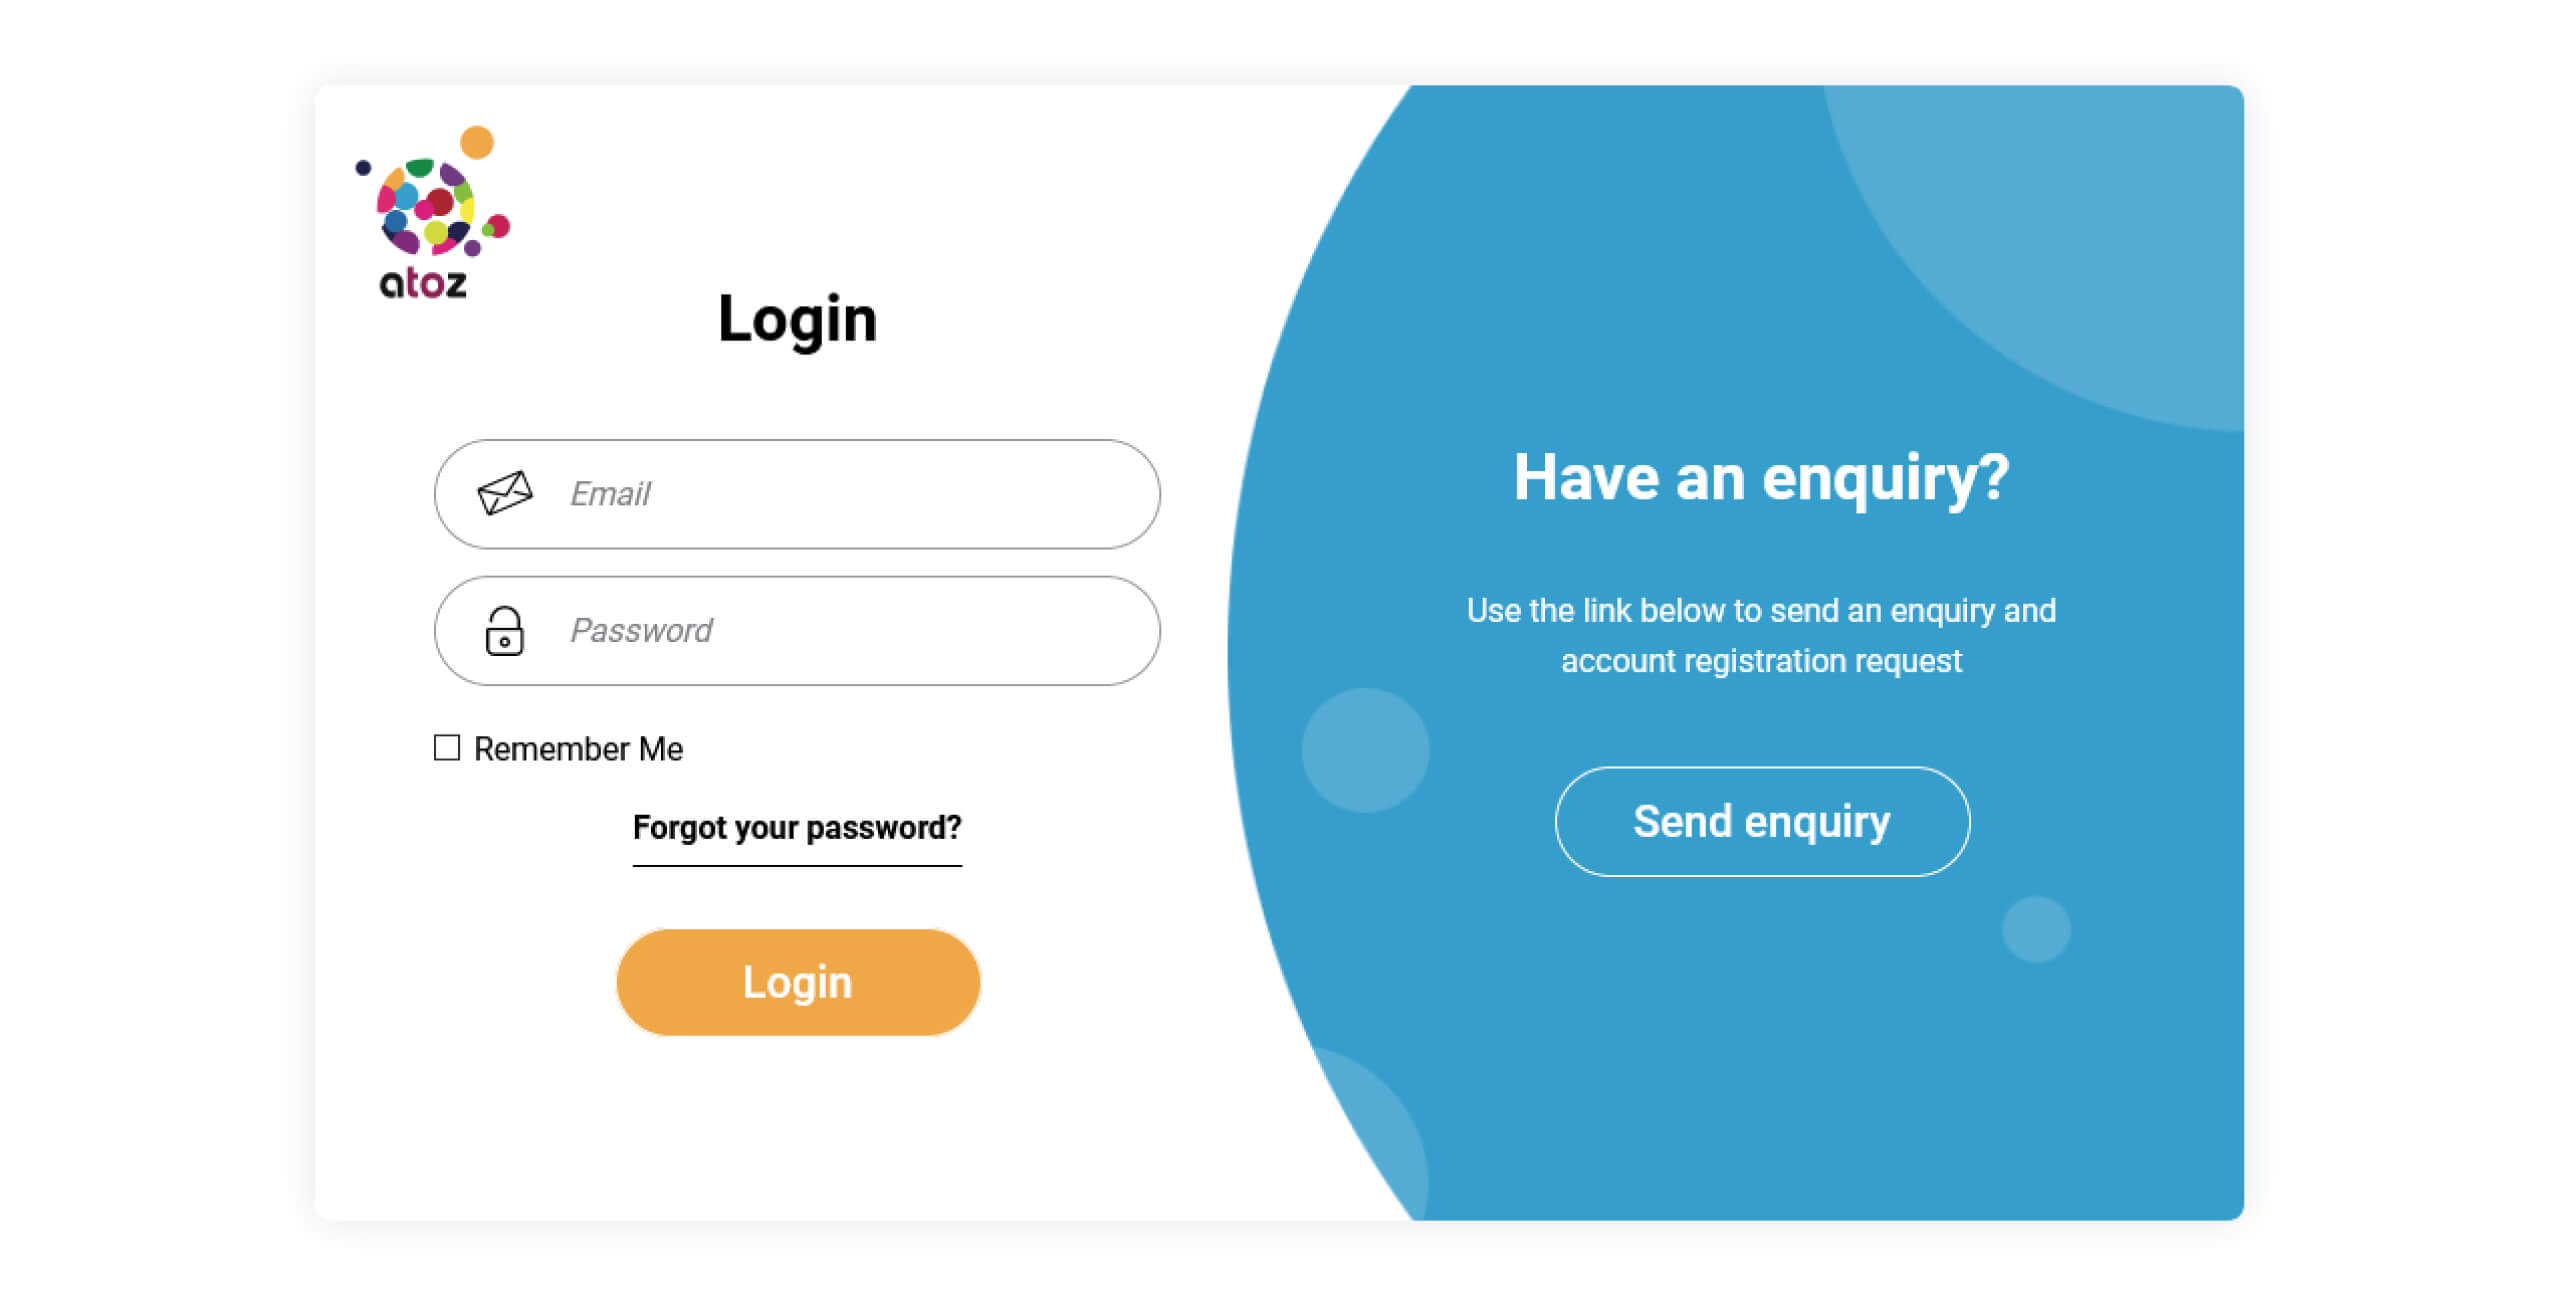 atoz
Login
Email
Password
Remember Me
Forgot your password?
Login
Have an enquiry?
Use the link below to send an enquiry and
account registration request
Send enquiry